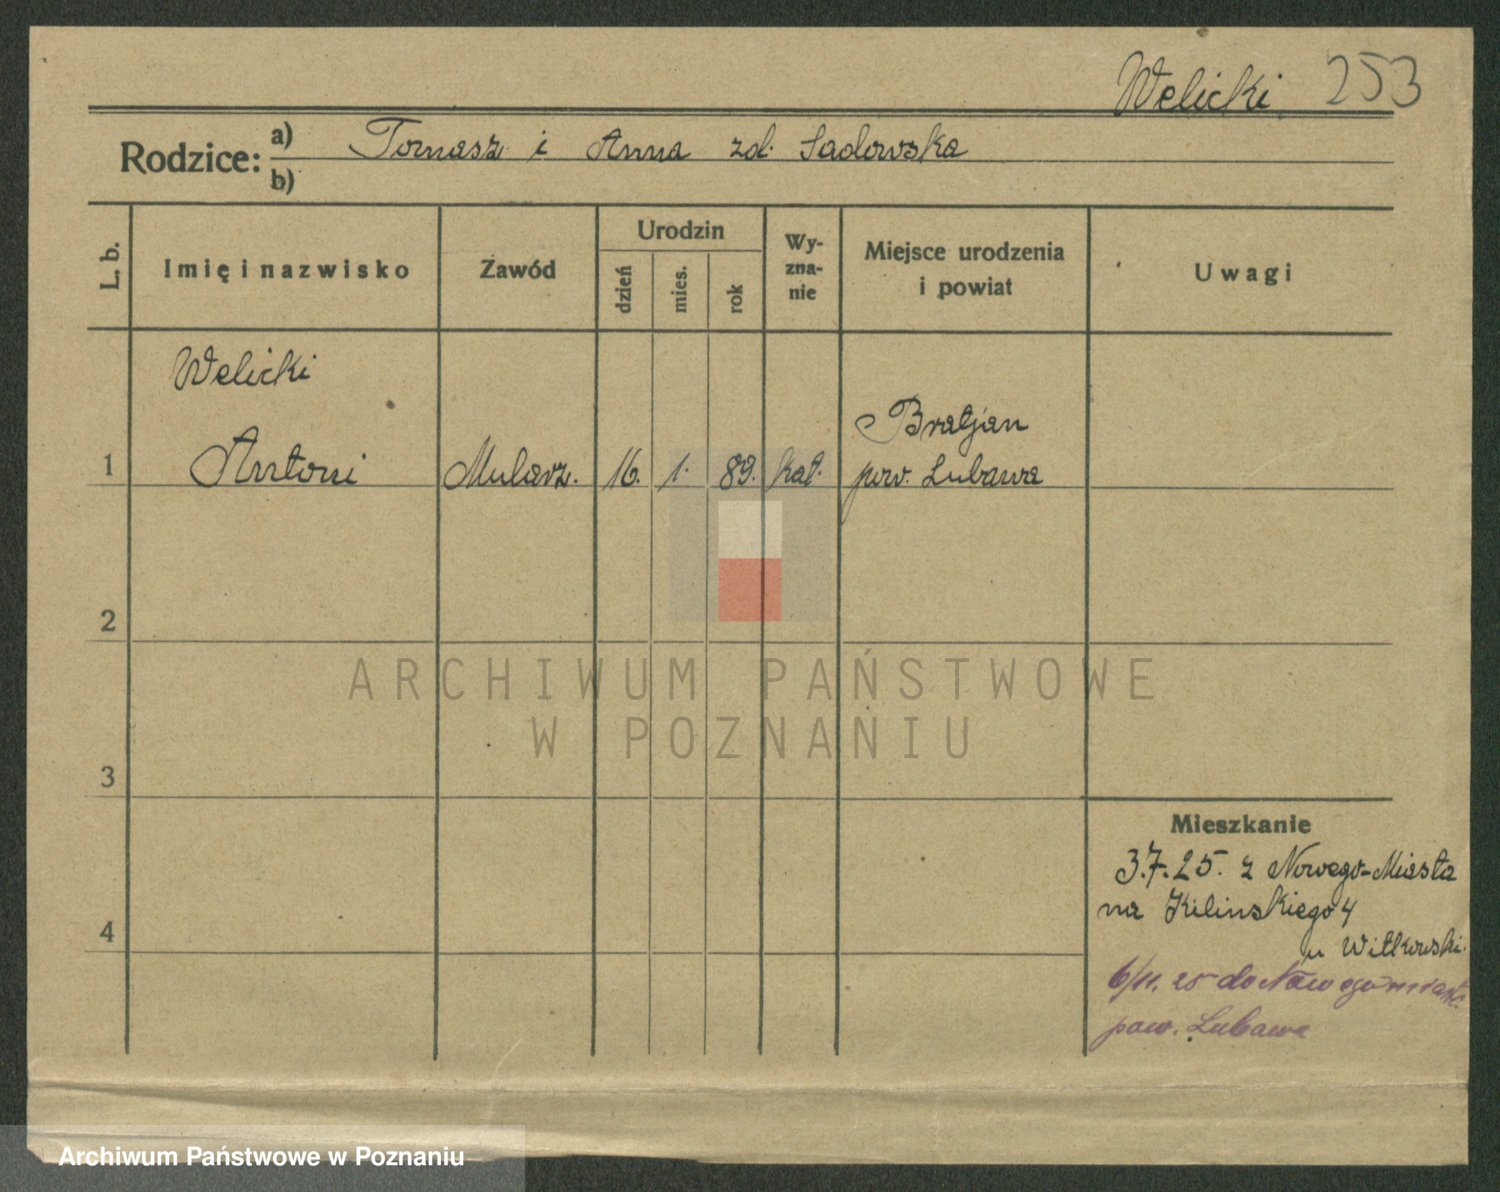 Welicki 253
Rodzice: a) Tomasz i Anna zd. Sadowska
b)
L. b.
Imię i nazwisko
Zawód
Urodzin
dzień
mies.
rok
Wy-
zna-
nie
Miejsce urodzenia
i powiat
Uwagi
Welicki
Bratjan
1 Antoni Mularz. 16. 1. 89. kat. pow. Lubawa
2
3
4
Mieszkanie
3.7.25. z Nowego-Miasta
na Kilinskiego 4
u Witkowski.
6/11. 25 do Nowegomiasta
pow. Lubawa
ARCHIWUM PAŃSTWOWE
W POZNANIU
Archiwum Państwowe w Poznaniu